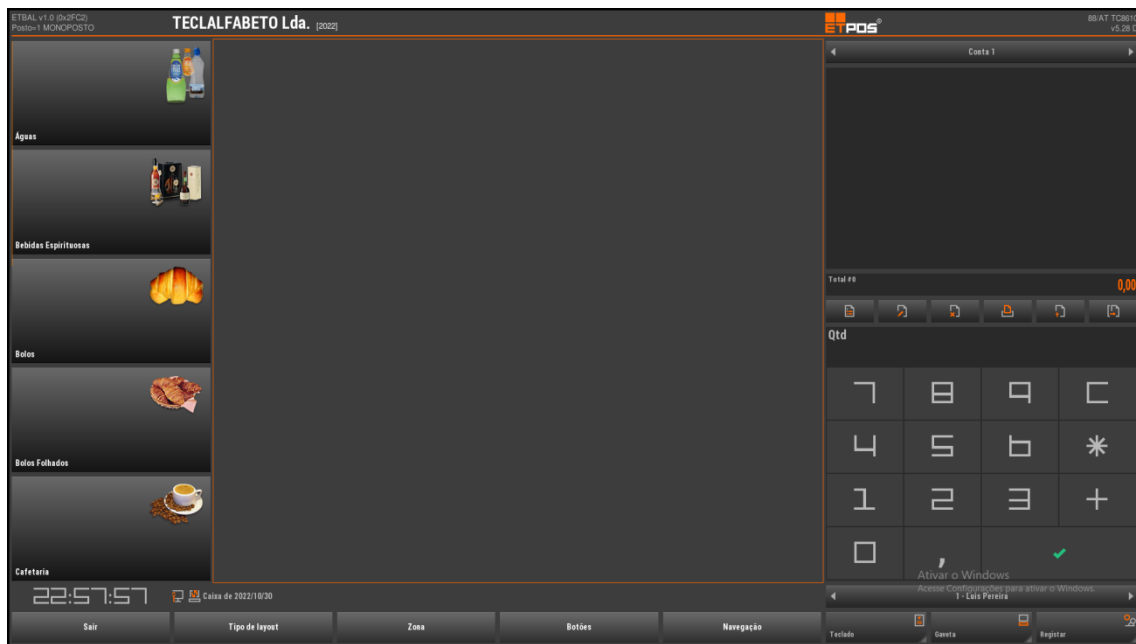 ETBAL v1.0 (0x2FC2)
Posto=1 MONOPOSTO
TECLALFABETO Lda. [2022]
ETPOS®
88/AT TC8610
v5.28 C
Conta 1
Águas
Bebidas Espirituosas
Bolos
Bolos Folhados
Cafetaria
Total #0
0,00
Qtd
7 8 9 C
4 5 6 *
1 2 3 +
0 ,
Ativar o Windows
Acesse Configurações para ativar o Windows.
22:57:57
Caixa de 2022/10/30
1 - Luis Pereira
Sair
Tipo de layout
Zona
Botões
Navegação
Teclado
Gaveta
Registar